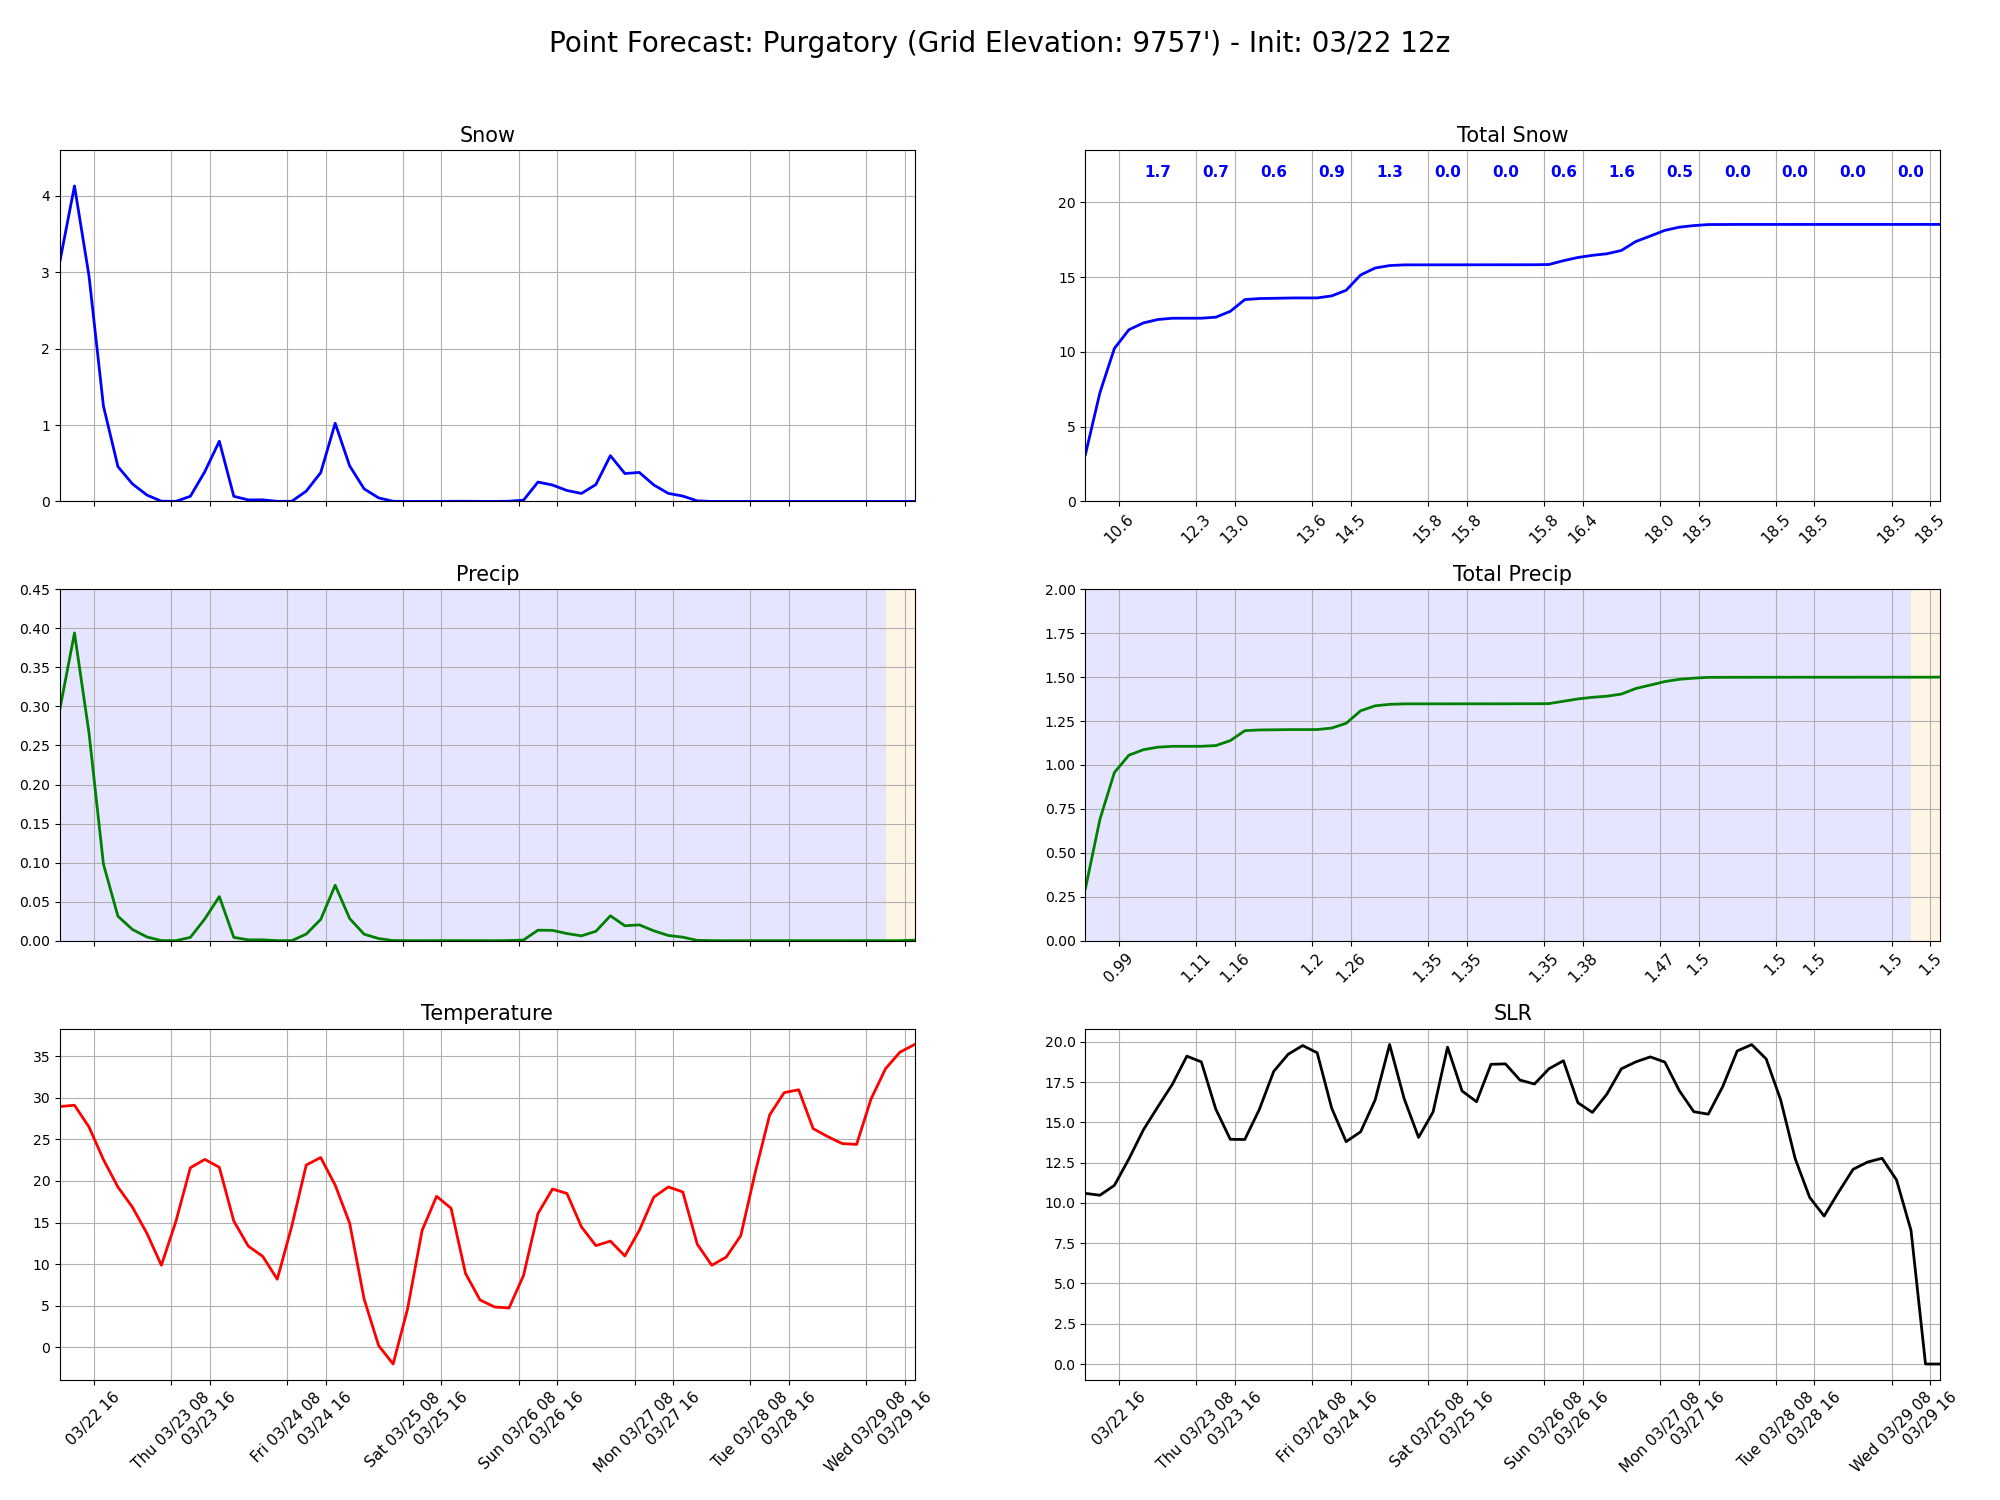 Point Forecast: Purgatory (Grid Elevation: 9757') - Init: 03/22 12z
Snow
4
3
2
1
0
Total Snow
1.7 0.7 0.6 0.9 1.3 0.0 0.0 0.6 1.6 0.5 0.0 0.0 0.0 0.0
20
15
10
5
0
10.6 12.3 13.0 13.6 14.5 15.8 15.8 15.8 16.4 18.0 18.5 18.5 18.5 18.5 18.5
Precip
0.45
0.40
0.35
0.30
0.25
0.20
0.15
0.10
0.05
0.00
Total Precip
2.00
1.75
1.50
1.25
1.00
0.75
0.50
0.25
0.00
0.99 1.11 1.16 1.2 1.26 1.35 1.35 1.35 1.38 1.47 1.5 1.5 1.5 1.5 1.5
Temperature
35
30
25
20
15
10
5
0
03/22 16
Thu 03/23 08
03/23 16
Fri 03/24 08
03/24 16
Sat 03/25 08
03/25 16
Sun 03/26 08
03/26 16
Mon 03/27 08
03/27 16
Tue 03/28 08
03/28 16
Wed 03/29 08
03/29 16
SLR
20.0
17.5
15.0
12.5
10.0
7.5
5.0
2.5
0.0
03/22 16
Thu 03/23 08
03/23 16
Fri 03/24 08
03/24 16
Sat 03/25 08
03/25 16
Sun 03/26 08
03/26 16
Mon 03/27 08
03/27 16
Tue 03/28 08
03/28 16
Wed 03/29 08
03/29 16